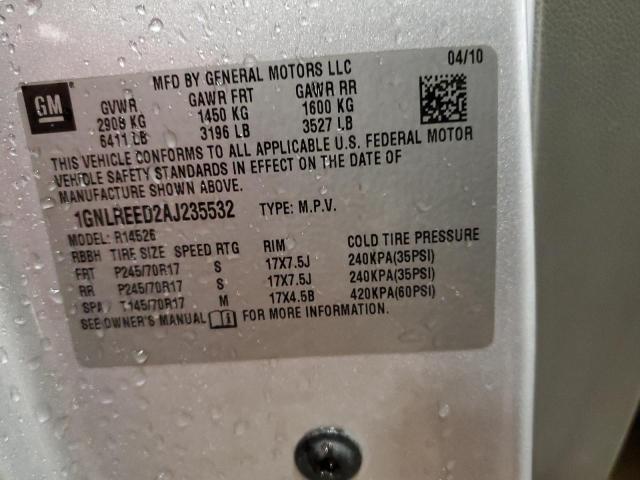 MFD BY GENERAL MOTORS LLC 04/10
GM
GVWR GAWR FRT GAWR RR
2908 KG 1450 KG 1600 KG
6411 LB 3196 LB 3527 LB
THIS VEHICLE CONFORMS TO ALL APPLICABLE U.S. FEDERAL MOTOR
VEHICLE SAFETY STANDARDS IN EFFECT ON THE DATE OF
MANUFACTURE SHOWN ABOVE.
1GNLREED2AJ235532 TYPE: M.P.V.
MODEL: R14526
RBBH TIRE SIZE SPEED RTG RIM COLD TIRE PRESSURE
FRT P245/70R17 S 17X7.5J 240KPA(35PSI)
RR P245/70R17 S 17X7.5J 240KPA(35PSI)
SPA T145/70R17 M 17X4.5B 420KPA(60PSI)
SEE OWNER'S MANUAL FOR MORE INFORMATION.